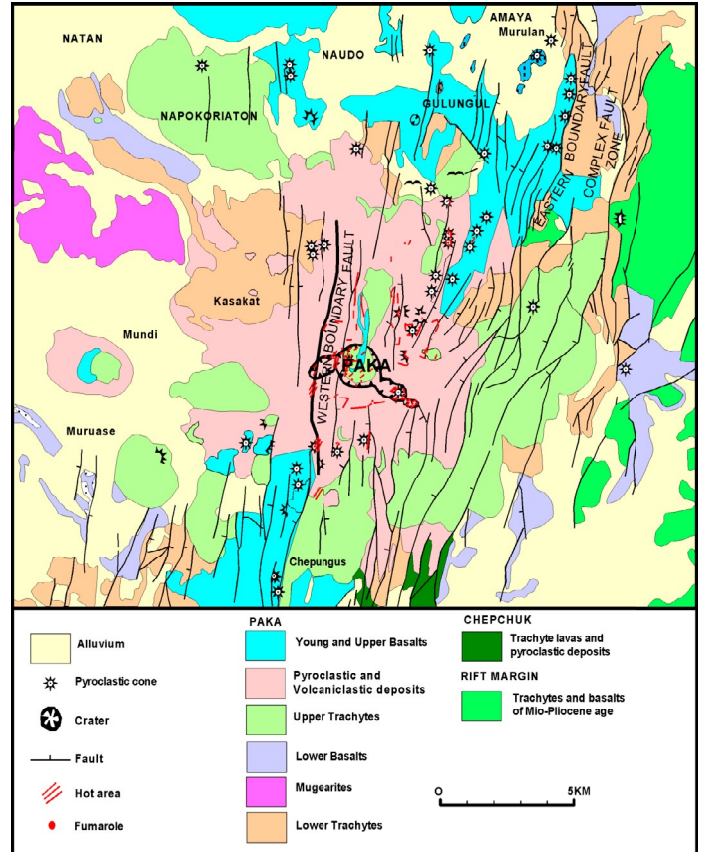 AMAYA
Murulan
NATAN
NAUDO
GULUNGUL
NAPOKORIATON
EASTERN BOUNDARY FAULT
COMPLEX FAULT
ZONE
Kasakat
WESTERN BOUNDARY FAULT
Mundi
PAKA
Muruase
Chepungus
PAKA
CHEPCHUK
Alluvium
Young and Upper Basalts
Trachyte lavas and
pyroclastic deposits
Pyroclastic cone
Pyroclastic and
Volcaniclastic deposits
RIFT MARGIN
Crater
Upper Trachytes
Trachytes and basalts
of Mio-Pliocene age
Fault
Lower Basalts
Hot area
Mugearites
O
5KM
Fumarole
Lower Trachytes